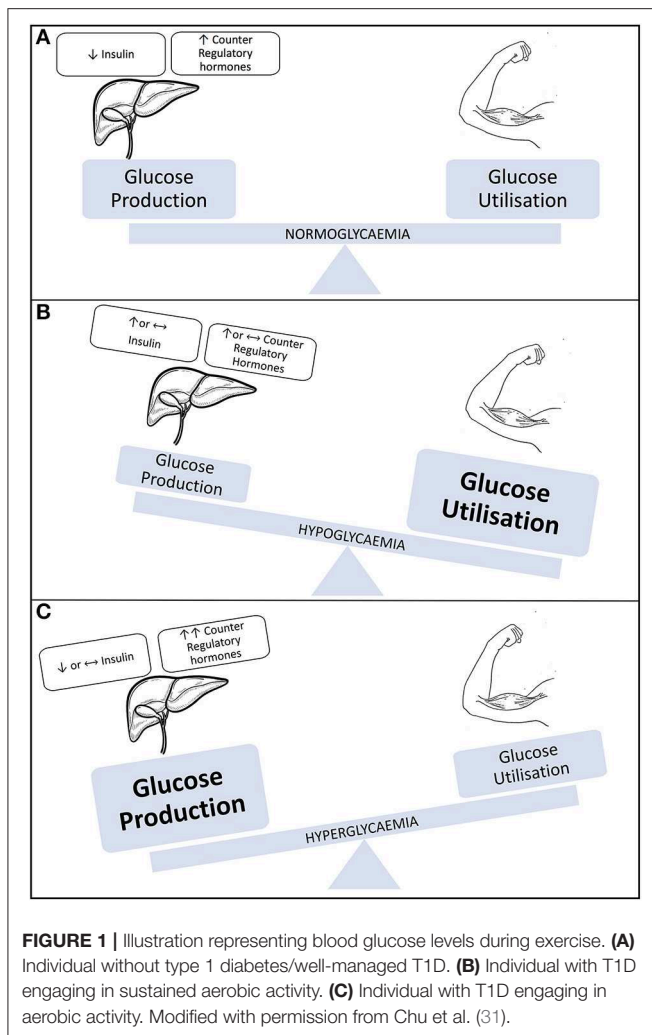 A
↓ Insulin
↑ Counter
Regulatory
hormones
Glucose
Production
Glucose
Utilisation
NORMOGLYCAEMIA
B
↑or ↔
Insulin
↑or ↔ Counter
Regulatory
Hormones
Glucose
Production
Glucose
Utilisation
HYPOGLYCAEMIA
C
↓ or ↔ Insulin
↑↑ Counter
Regulatory
hormones
Glucose
Production
Glucose
Utilisation
HYPERGLYCAEMIA
FIGURE 1 | Illustration representing blood glucose levels during exercise. (A)
Individual without type 1 diabetes/well-managed T1D. (B) Individual with T1D
engaging in sustained aerobic activity. (C) Individual with T1D engaging in
aerobic activity. Modified with permission from Chu et al. (31).